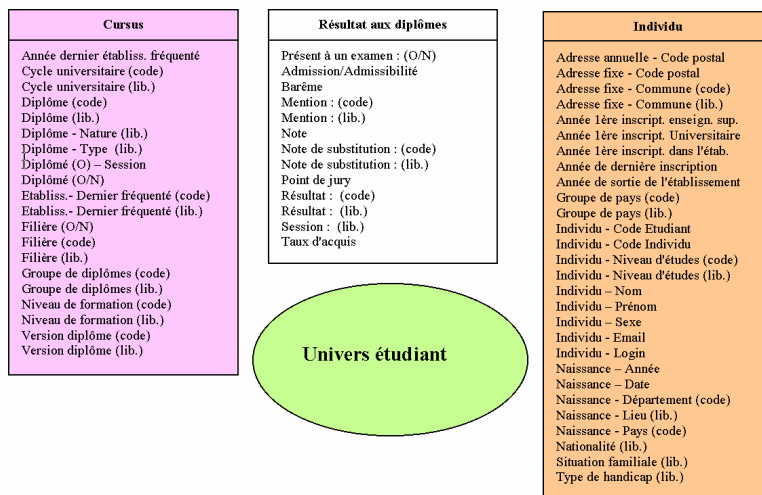 Cursus
Année dernier établiss. fréquenté
Cycle universitaire (code)
Cycle universitaire (lib.)
Diplôme (code)
Diplôme (lib.)
Diplôme - Nature (lib.)
Diplôme - Type (lib.)
Diplômé (O) – Session
Diplômé (O/N)
Etabliss.- Dernier fréquenté (code)
Etabliss.- Dernier fréquenté (lib.)
Filière (O/N)
Filière (code)
Filière (lib.)
Groupe de diplômes (code)
Groupe de diplômes (lib.)
Niveau de formation (code)
Niveau de formation (lib.)
Version diplôme (code)
Version diplôme (lib.)
Résultat aux diplômes
Présent à un examen : (O/N)
Admission/Admissibilité
Barême
Mention : (code)
Mention : (lib.)
Note
Note de substitution : (code)
Note de substitution : (lib.)
Point de jury
Résultat : (code)
Résultat : (lib.)
Session : (lib.)
Taux d'acquis
Univers étudiant
Individu
Adresse annuelle - Code postal
Adresse fixe - Code postal
Adresse fixe - Commune (code)
Adresse fixe - Commune (lib.)
Année 1ère inscript. enseign. sup.
Année 1ère inscript. Universitaire
Année 1ère inscript. dans l'étab.
Année de dernière inscription
Année de sortie de l'établissement
Groupe de pays (code)
Groupe de pays (lib.)
Individu - Code Etudiant
Individu - Code Individu
Individu - Niveau d'études (code)
Individu - Niveau d'études (lib.)
Individu – Nom
Individu – Prénom
Individu – Sexe
Individu - Email
Individu - Login
Naissance – Année
Naissance – Date
Naissance - Département (code)
Naissance - Lieu (lib.)
Naissance - Pays (code)
Nationalité (lib.)
Situation familiale (lib.)
Type de handicap (lib.)